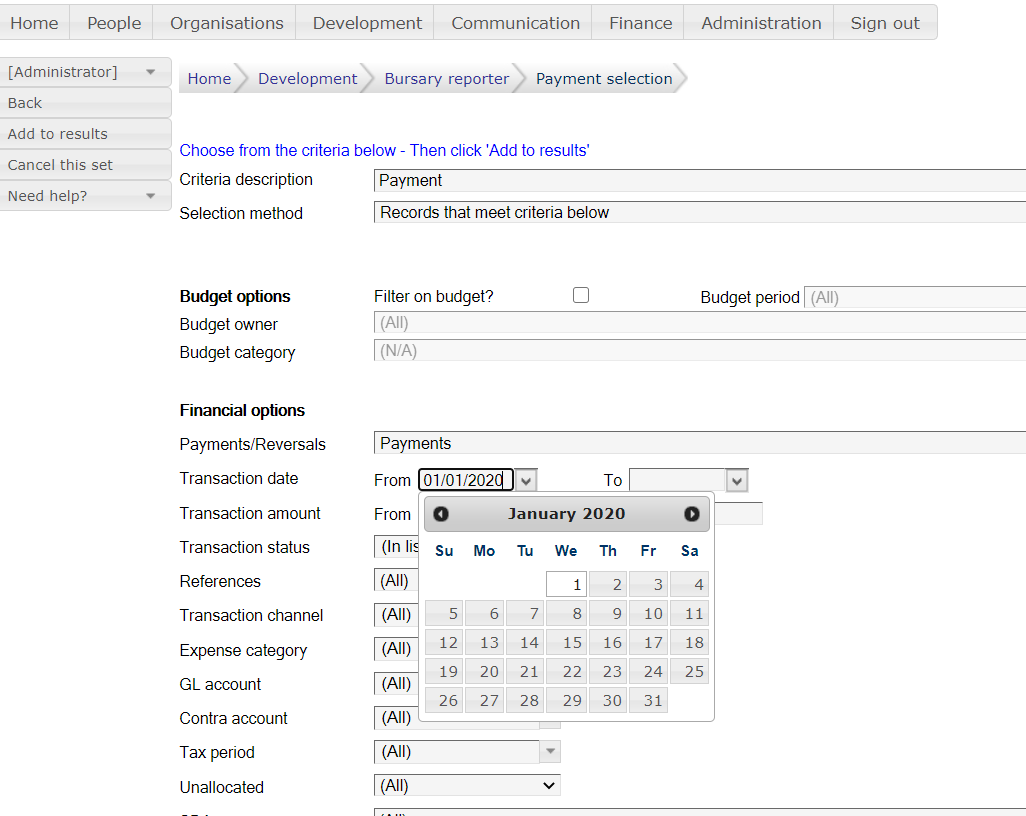 Home People Organisations Development Communication Finance Administration Sign out
[Administrator]
Back
Add to results
Cancel this set
Need help?
Home Development Bursary reporter Payment selection
Choose from the criteria below - Then click 'Add to results'
Criteria description Payment
Selection method Records that meet criteria below
Budget options Filter on budget? Budget period (All)
Budget owner (All)
Budget category (N/A)
Financial options
Payments/Reversals Payments
Transaction date From 01/01/2020 To
Transaction amount From
Transaction status (In lis
References (All)
Transaction channel (All)
Expense category (All)
GL account (All)
Contra account (All)
Tax period (All)
Unallocated (All)
January 2020
Su Mo Tu We Th Fr Sa
1 2 3 4
5 6 7 8 9 10 11
12 13 14 15 16 17 18
19 20 21 22 23 24 25
26 27 28 29 30 31